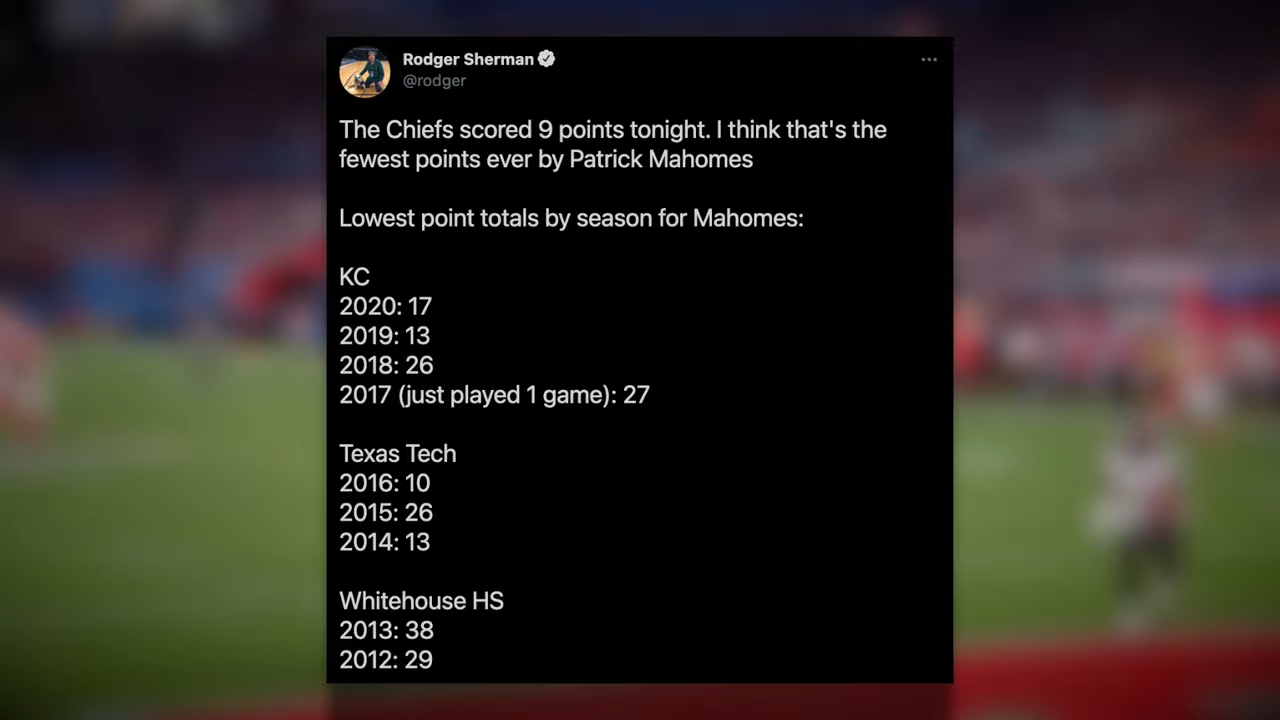 Rodger Sherman
@rodger
The Chiefs scored 9 points tonight. I think that's the
fewest points ever by Patrick Mahomes
Lowest point totals by season for Mahomes:
KC
2020: 17
2019: 13
2018: 26
2017 (just played 1 game): 27
Texas Tech
2016: 10
2015: 26
2014: 13
Whitehouse HS
2013: 38
2012: 29